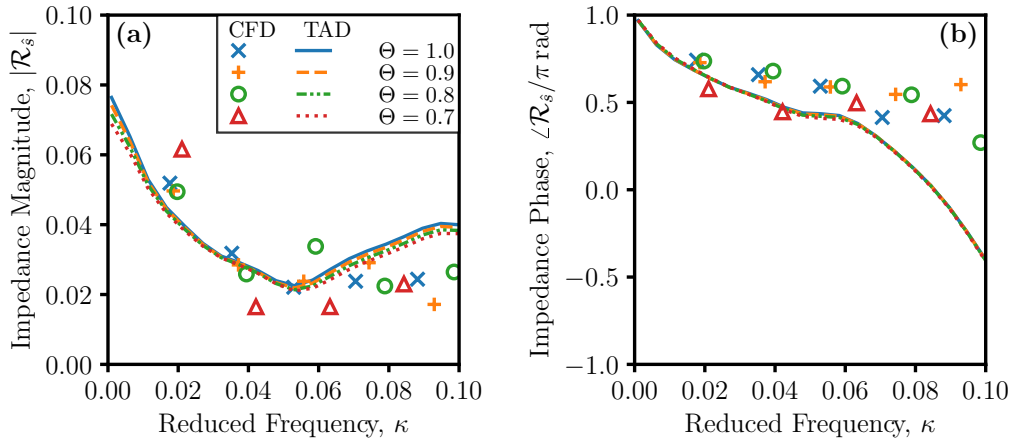 (a)
CFD TAD
Θ = 1.0
Θ = 0.9
Θ = 0.8
Θ = 0.7
Impedance Magnitude, |ℛ_ŝ|
0.10
0.08
0.06
0.04
0.02
0.00
0.00 0.02 0.04 0.06 0.08 0.10
Reduced Frequency, κ
(b)
Impedance Phase, ∠ℛ_ŝ/π rad
1.0
0.5
0.0
−0.5
−1.0
0.00 0.02 0.04 0.06 0.08 0.10
Reduced Frequency, κ